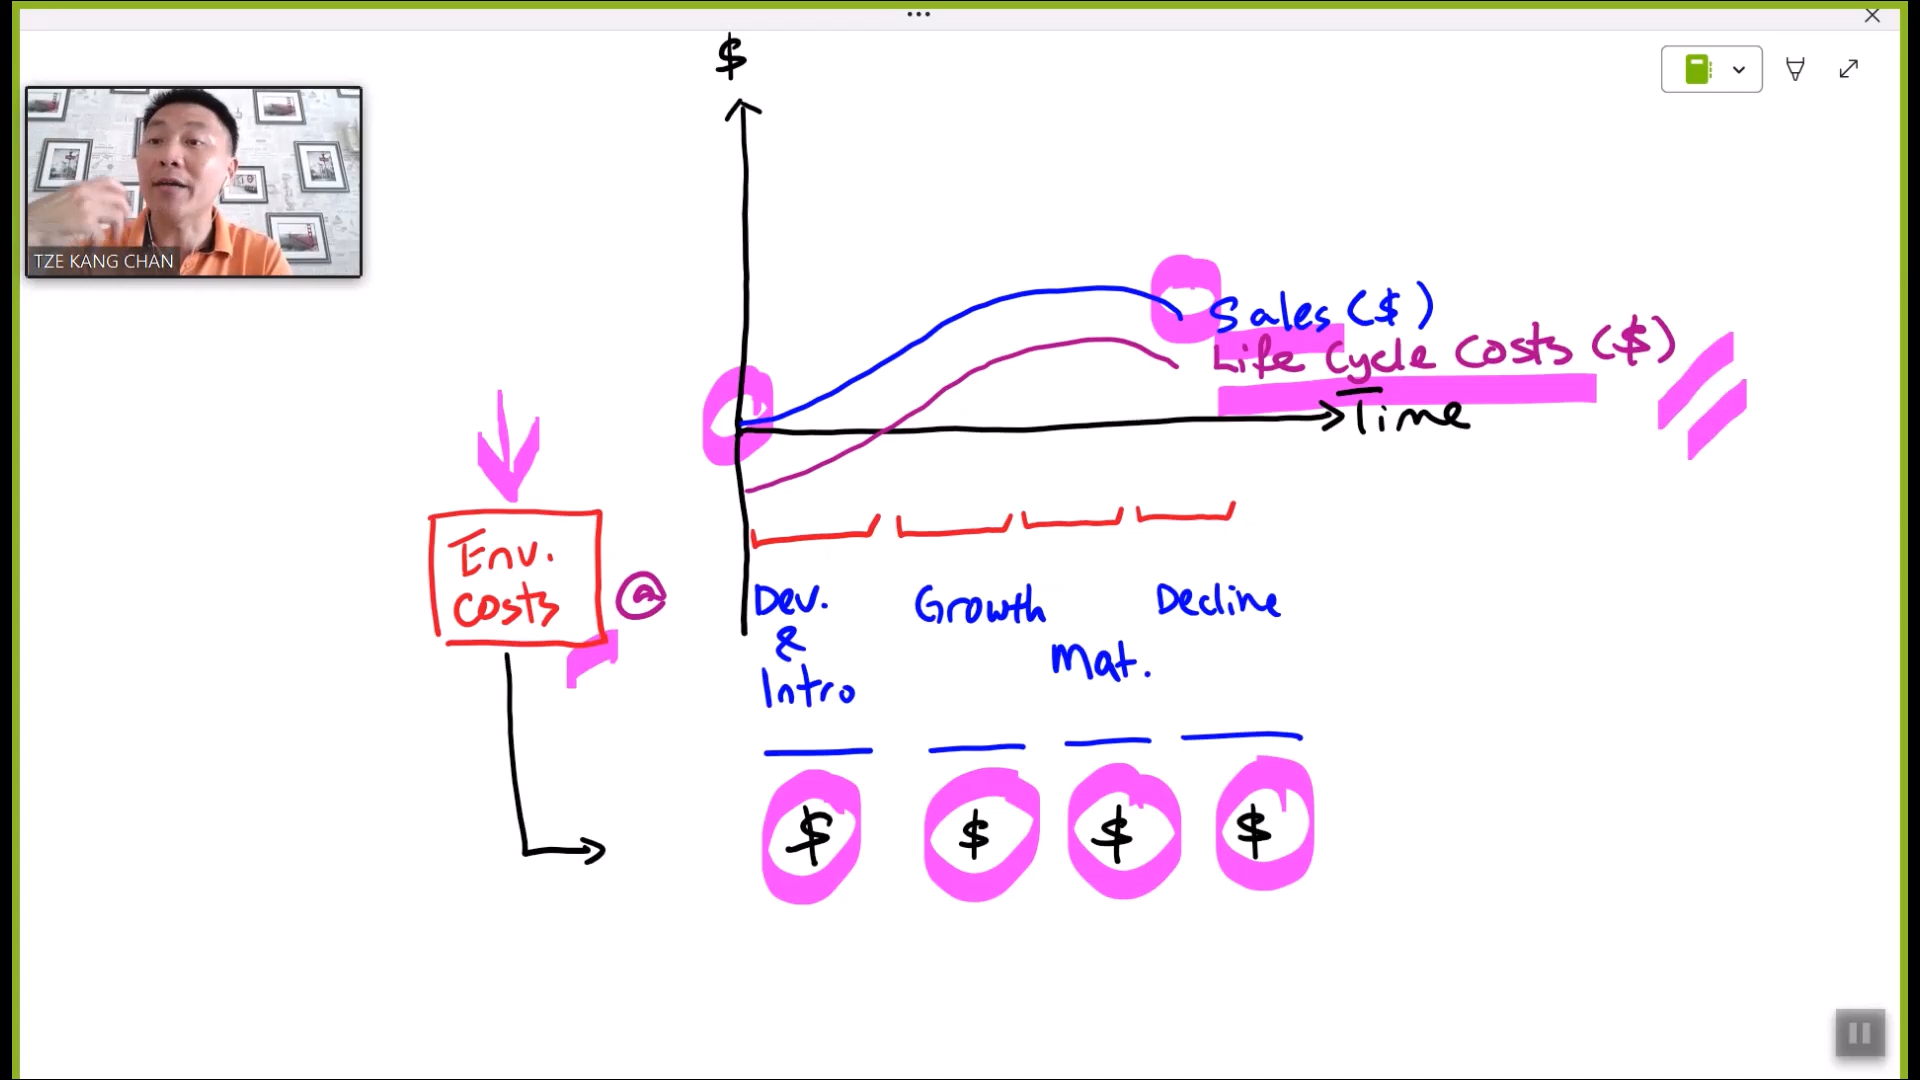 $
TZE KANG CHAN
Sales ($)
Life Cycle Costs ($)
Time
Env.
Costs
@
Dev.
&
Intro
Growth
Mat.
Decline
$ $ $ $